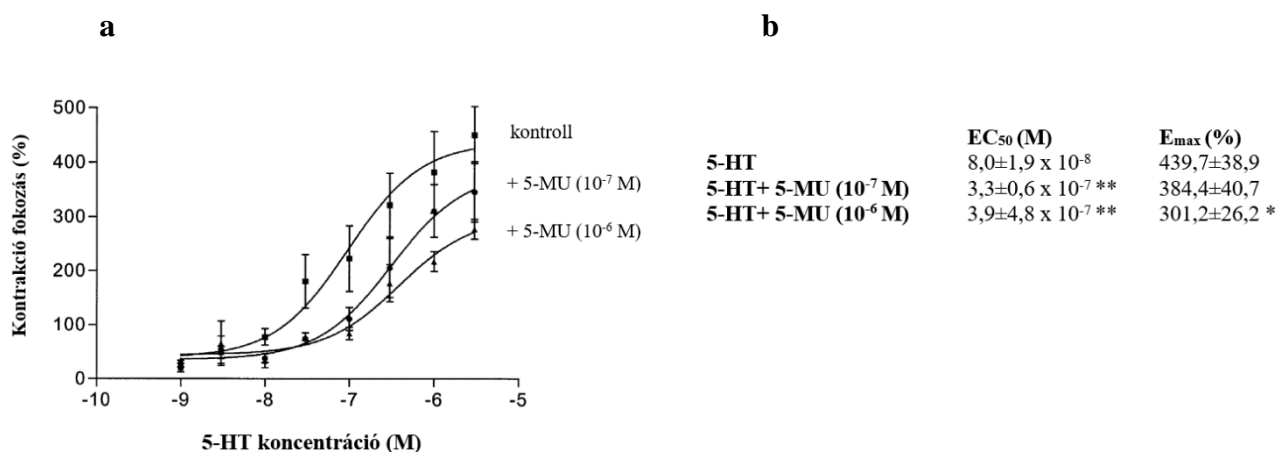 a
b
500
400
300
200
100
0
Kontrakció fokozás (%)
kontroll
+ 5-MU (10⁻⁷ M)
+ 5-MU (10⁻⁶ M)
-10 -9 -8 -7 -6 -5
5-HT koncentráció (M)
EC₅₀ (M) Eₘₐₓ (%)
5-HT 8,0±1,9 x 10⁻⁸ 439,7±38,9
5-HT+ 5-MU (10⁻⁷ M) 3,3±0,6 x 10⁻⁷ ** 384,4±40,7
5-HT+ 5-MU (10⁻⁶ M) 3,9±4,8 x 10⁻⁷ ** 301,2±26,2 *